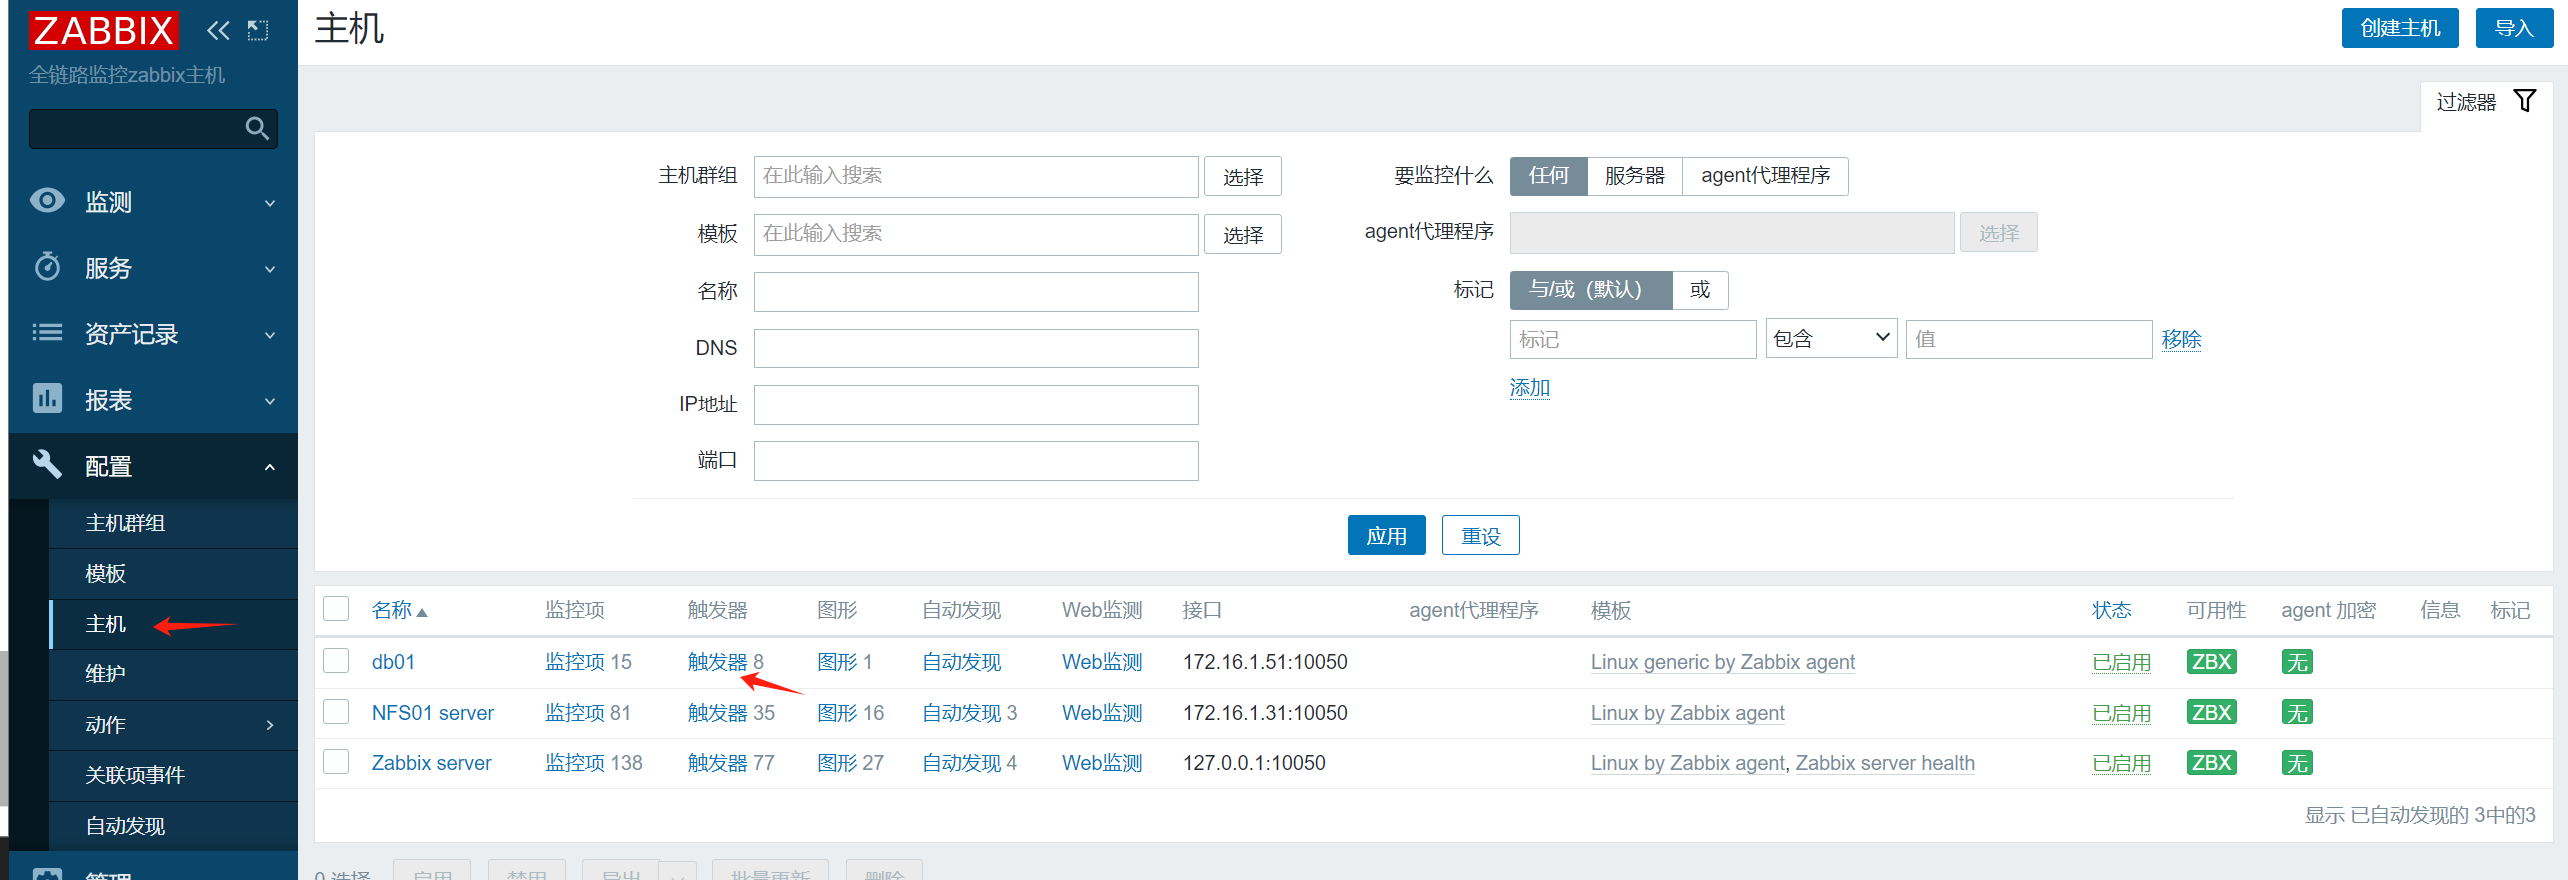 ZABBIX
全链路监控zabbix主机
监测
服务
资产记录
报表
配置
主机群组
模板
主机
维护
动作
关联项事件
自动发现
管理
主机
创建主机
导入
过滤器
主机群组 在此输入搜索 选择
模板 在此输入搜索 选择
名称
DNS
IP地址
端口
要监控什么 任何 服务器 agent代理程序
agent代理程序 选择
标记 与/或（默认） 或
标记 包含 值 移除
添加
应用 重设
名称 监控项 触发器 图形 自动发现 Web监测 接口 agent代理程序 模板 状态 可用性 agent 加密 信息 标记
db01 监控项 15 触发器 8 图形 1 自动发现 Web监测 172.16.1.51:10050 Linux generic by Zabbix agent 已启用 ZBX 无
NFS01 server 监控项 81 触发器 35 图形 16 自动发现 3 Web监测 172.16.1.31:10050 Linux by Zabbix agent 已启用 ZBX 无
Zabbix server 监控项 138 触发器 77 图形 27 自动发现 4 Web监测 127.0.0.1:10050 Linux by Zabbix agent, Zabbix server health 已启用 ZBX 无
显示 已自动发现的 3中的3
0 选择 启用 禁用 导出 批量更新 删除